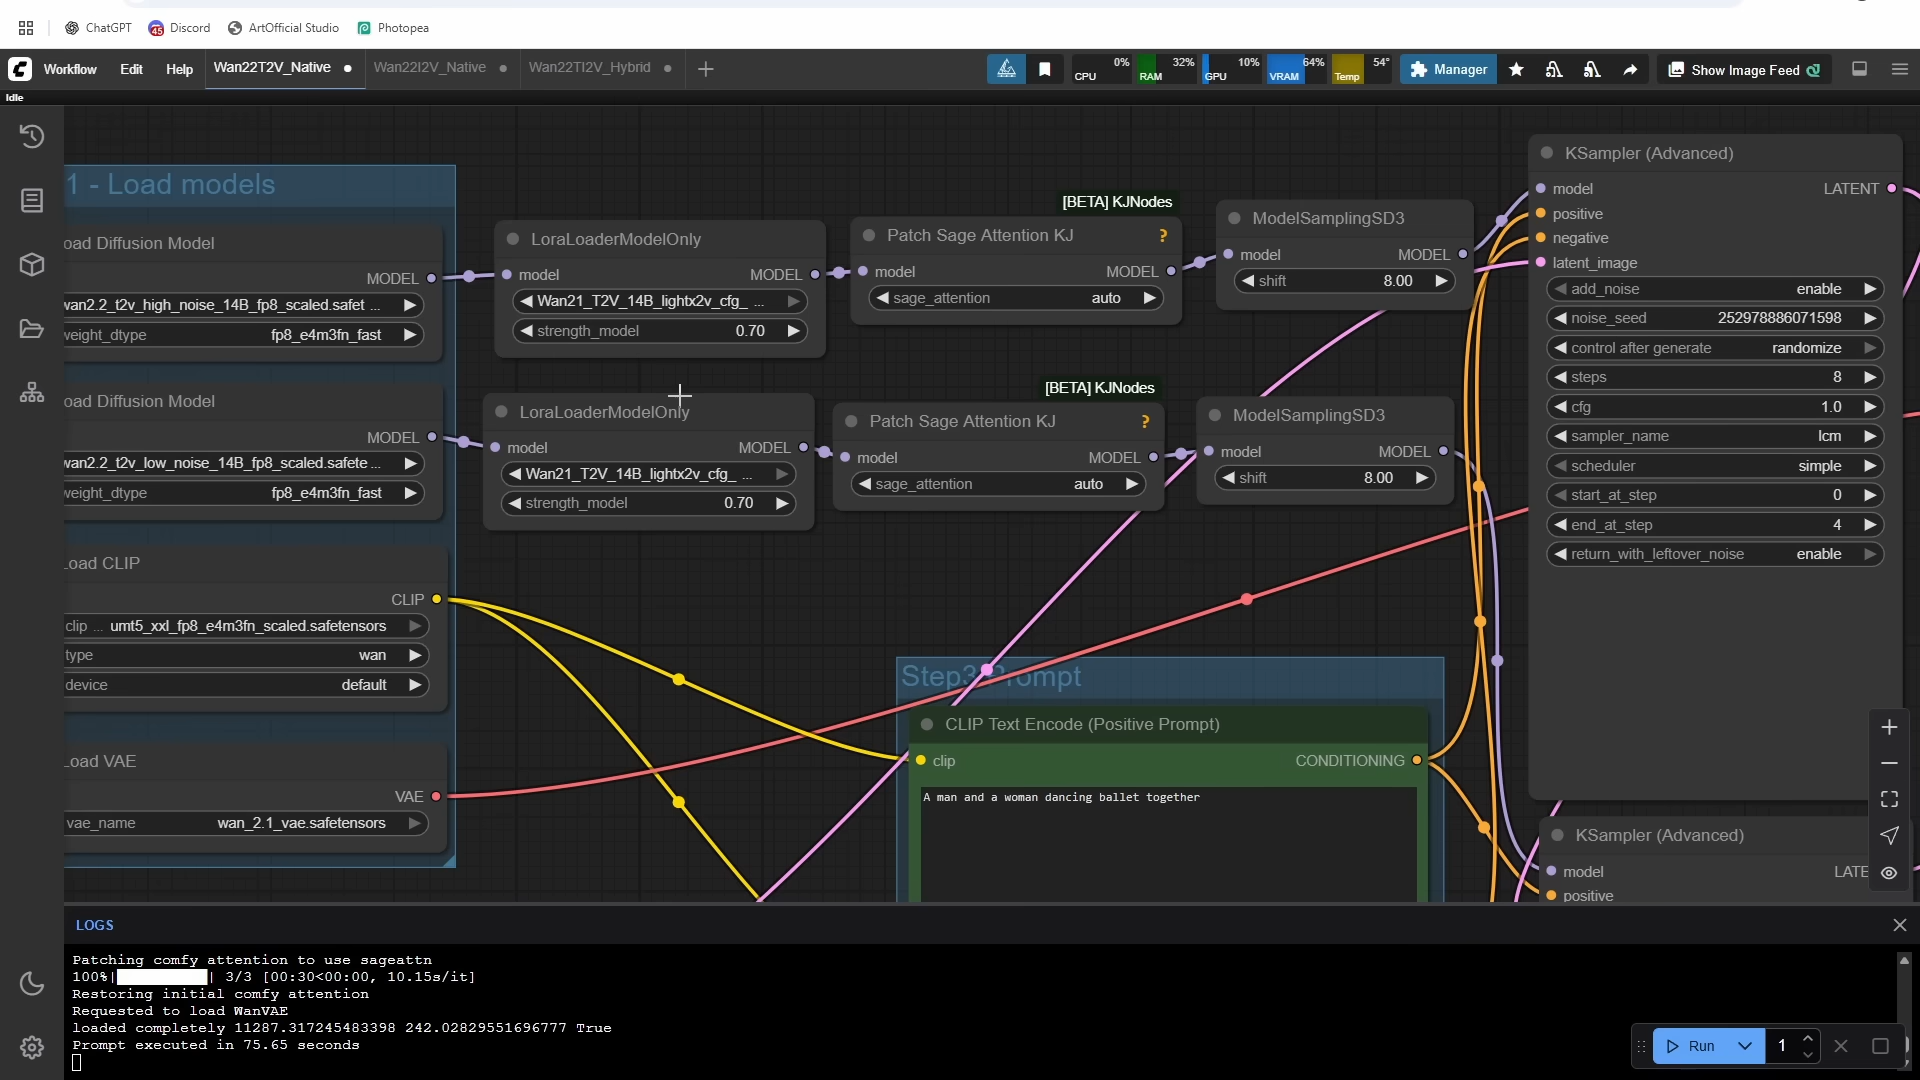 ChatGPT
45
Discord
ArtOfficial Studio
Photopea
Workflow
Edit
Help
Wan22T2V_Native
Wan22I2V_Native
Wan22TI2V_Hybrid
CPU 0%
RAM 32%
GPU 10%
VRAM 64%
Temp 54°
Manager
Show Image Feed
Idle
1 - Load models
oad Diffusion Model
MODEL
wan2.2_t2v_high_noise_14B_fp8_scaled.safet ...
weight_dtype fp8_e4m3fn_fast
oad Diffusion Model
MODEL
wan2.2_t2v_low_noise_14B_fp8_scaled.safete ...
weight_dtype fp8_e4m3fn_fast
Load CLIP
CLIP
clip ... umt5_xxl_fp8_e4m3fn_scaled.safetensors
type wan
device default
Load VAE
VAE
vae_name wan_2.1_vae.safetensors
LoraLoaderModelOnly
model MODEL
Wan21_T2V_14B_lightx2v_cfg_ ...
strength_model 0.70
LoraLoaderModelOnly
model MODEL
Wan21_T2V_14B_lightx2v_cfg_ ...
strength_model 0.70
[BETA] KJNodes
Patch Sage Attention KJ ?
model MODEL
sage_attention auto
[BETA] KJNodes
Patch Sage Attention KJ ?
model MODEL
sage_attention auto
ModelSamplingSD3
model MODEL
shift 8.00
ModelSamplingSD3
model MODEL
shift 8.00
Step3 Prompt
CLIP Text Encode (Positive Prompt)
clip CONDITIONING
A man and a woman dancing ballet together
KSampler (Advanced)
model LATENT
positive
negative
latent_image
add_noise enable
noise_seed 252978886071598
control after generate randomize
steps 8
cfg 1.0
sampler_name lcm
scheduler simple
start_at_step 0
end_at_step 4
return_with_leftover_noise enable
KSampler (Advanced)
model LATE
positive
LOGS
Patching comfy attention to use sageattn
100%| | 3/3 [00:30<00:00, 10.15s/it]
Restoring initial comfy attention
Requested to load WanVAE
loaded completely 11287.317245483398 242.02829551696777 True
Prompt executed in 75.65 seconds
Run
1